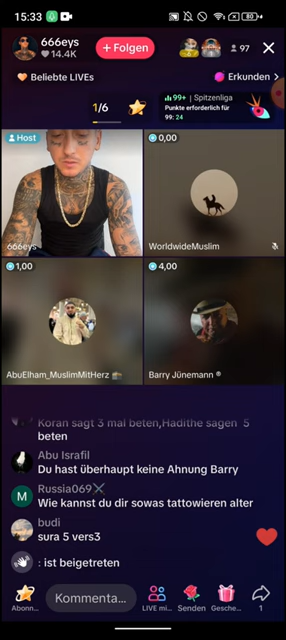 15:33
80
666eys
14.4K
+ Folgen
97
Beliebte LIVEs
Erkunden >
1/6
99+ | Spitzenliga
Punkte erforderlich für
99: 24
Host
666eys
0,00
WorldwideMuslim
1,00
AbuElham_MuslimMitHerz
4,00
Barry Jünemann ®
Koran sagt 3 mal beten,Hadithe sagen 5
beten
Abu Israfil
Du hast überhaupt keine Ahnung Barry
M
Russia069⚔
Wie kannst du dir sowas tattowieren alter
budi
sura 5 vers3
: ist beigetreten
1
Kommenta...
Abonn...
LIVE mi...
Senden
Gesche...
1